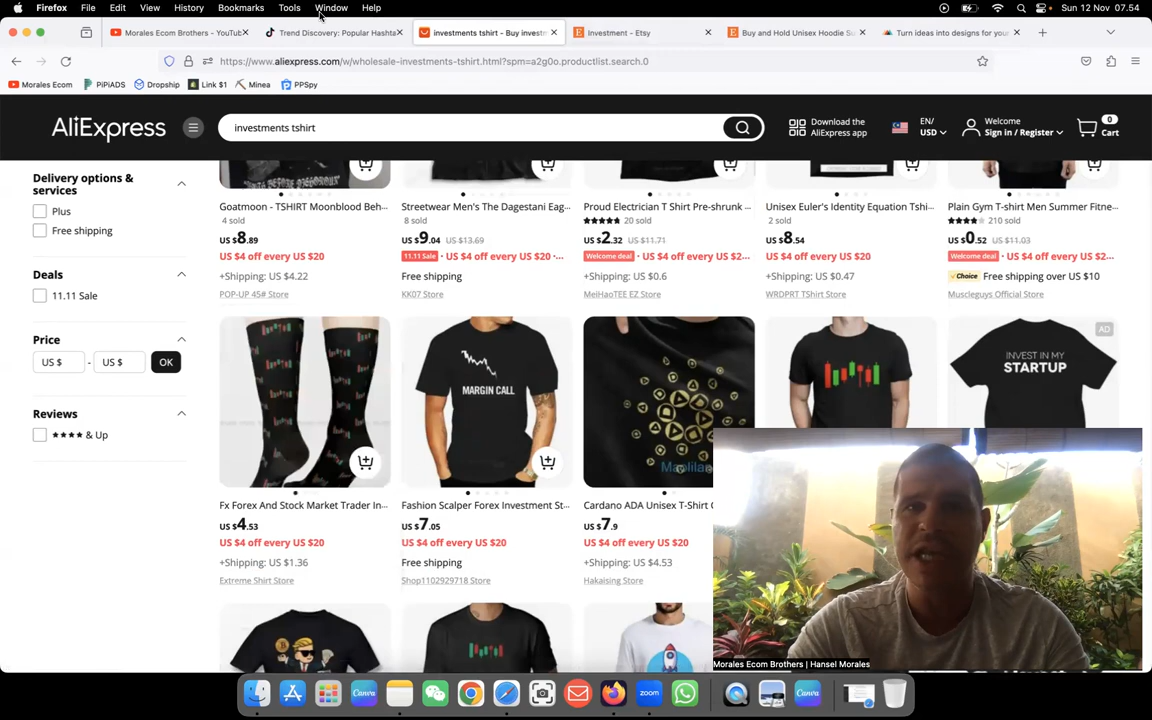 Firefox File Edit View History Bookmarks Tools Window Help Sun 12 Nov 07.54
Morales Ecom Brothers - YouTub × Trend Discovery: Popular Hashta × investments tshirt - Buy investm × Investment - Etsy × Buy and Hold Unisex Hoodie Su × Turn ideas into designs for your ×
https://www.aliexpress.com/w/wholesale-investments-tshirt.html?spm=a2g0o.productlist.search.0
Morales Ecom PiPiADS Dropship Link $1 Minea PPSpy
AliExpress investments tshirt
Download the AliExpress app
EN/ USD
Welcome Sign in / Register
0 Cart
Delivery options & services
Plus
Free shipping
Deals
11.11 Sale
Price
US $ - US $ OK
Reviews
★★★★ & Up
Goatmoon - TSHIRT Moonblood Beh...
4 sold
US $8.89
US $4 off every US $20
+Shipping: US $4.22
POP-UP 45# Store
Streetwear Men's The Dagestani Eag...
8 sold
US $9.04 US $13.69
11.11 Sale · US $4 off every US $20 ·...
Free shipping
KK07 Store
Proud Electrician T Shirt Pre-shrunk ...
★★★★★ 20 sold
US $2.32 US $11.71
Welcome deal · US $4 off every US $2...
+Shipping: US $0.6
MeiHaoTEE EZ Store
Unisex Euler's Identity Equation Tshi...
2 sold
US $8.54
US $4 off every US $20
+Shipping: US $0.47
WRDPRT TShirt Store
Plain Gym T-shirt Men Summer Fitne...
★★★★★ 210 sold
US $0.52 US $11.03
Welcome deal · US $4 off every US $2...
Choice Free shipping over US $10
Muscleguys Official Store
MARGIN CALL
AD
INVEST IN MY
STARTUP
Fx Forex And Stock Market Trader In...
US $4.53
US $4 off every US $20
+Shipping: US $1.36
Extreme Shirt Store
Fashion Scalper Forex Investment St...
US $7.05
US $4 off every US $20
Free shipping
Shop1102929718 Store
Cardano ADA Unisex T-Shirt C
US $7.9
US $4 off every US $20
+Shipping: US $4.53
Hakaising Store
Morales Ecom Brothers | Hansel Morales
Canva zoom Canva